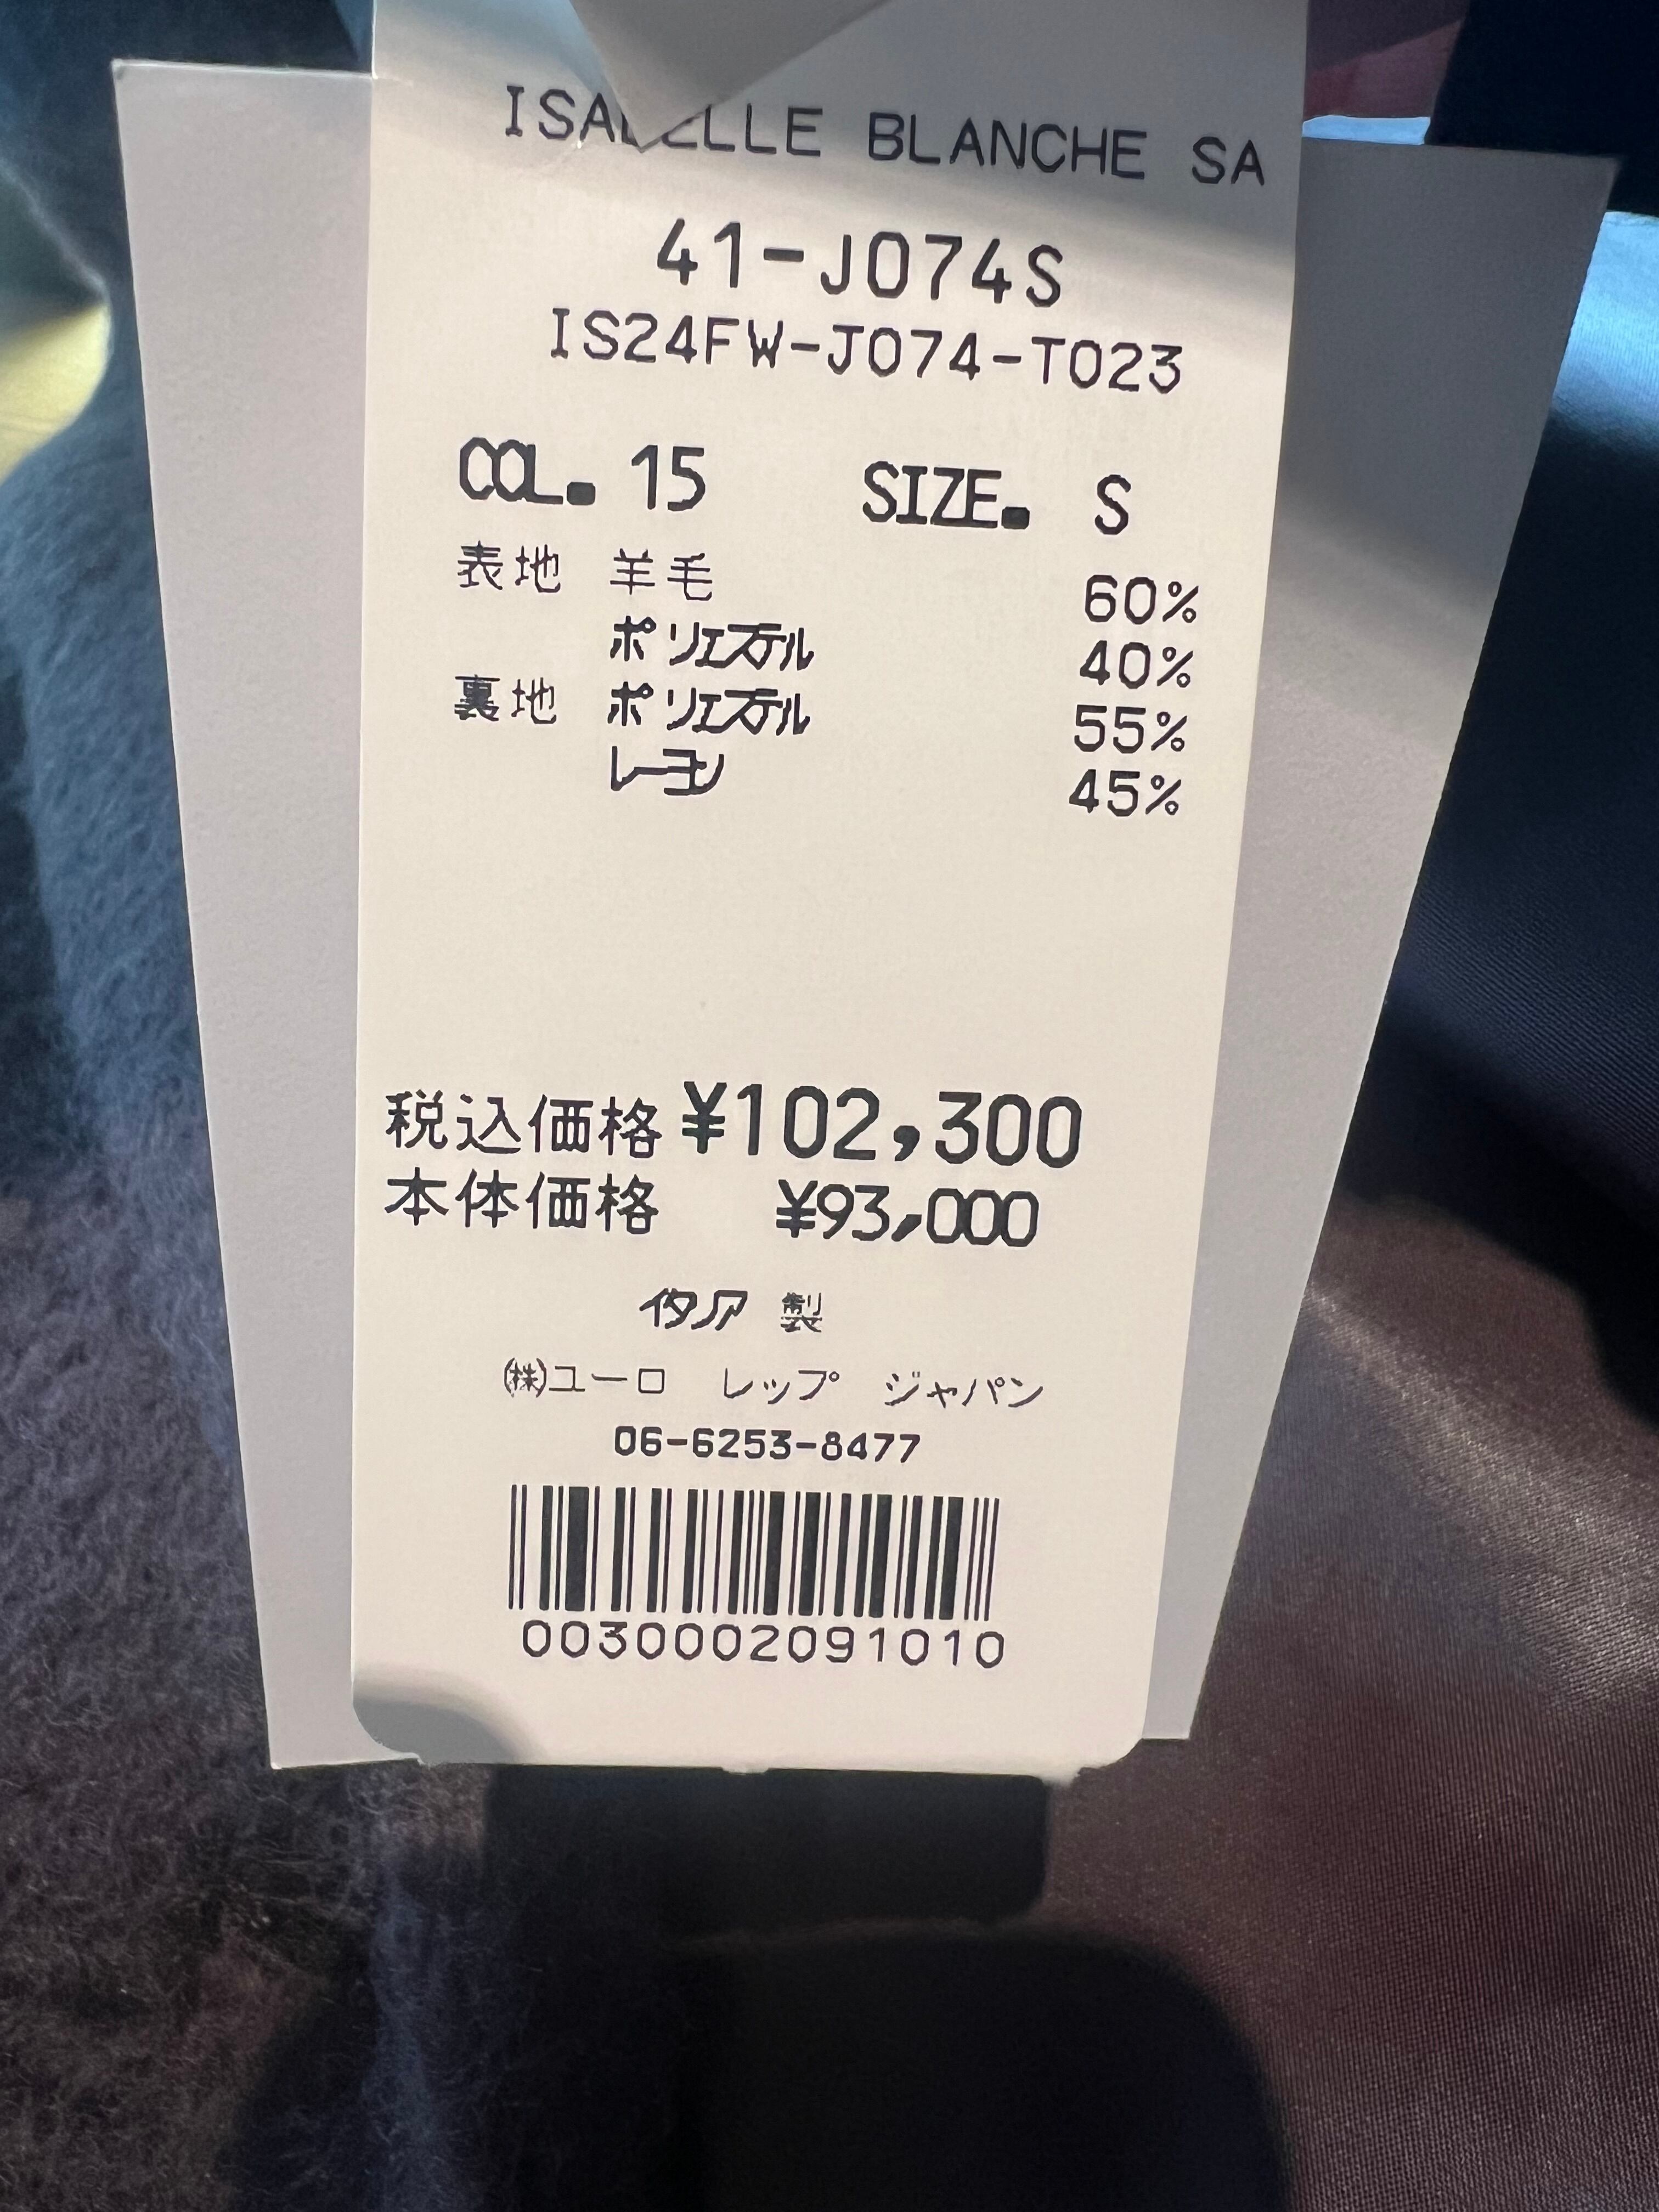 ISABELLE BLANCHE SA
41-J074S
IS24FW-J074-T023
COL. 15 SIZE. S
表地 羊毛 60%
ポリエステル 40%
裏地 ポリエステル 55%
レーヨン 45%
税込価格 ¥102,300
本体価格 ¥93,000
イタリア 製
㈱ユーロ レップ ジャパン
06-6253-8477
0030002091010